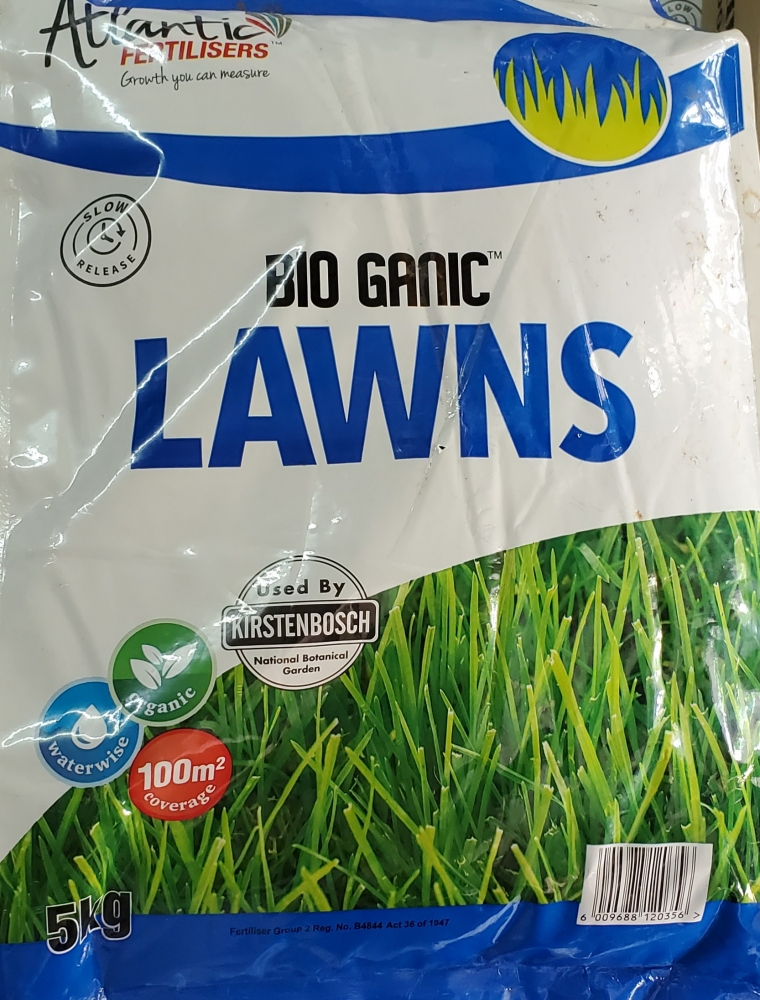 Atlantic
FERTILISERS™
Growth you can measure
SLOW
RELEASE
BIO GANIC™
LAWNS
Used By
KIRSTENBOSCH
National Botanical
Garden
Organic
waterwise
100m²
coverage
5kg
Fertiliser Group 2 Reg. No. B4844 Act 36 of 1947
6 009688 120356 >